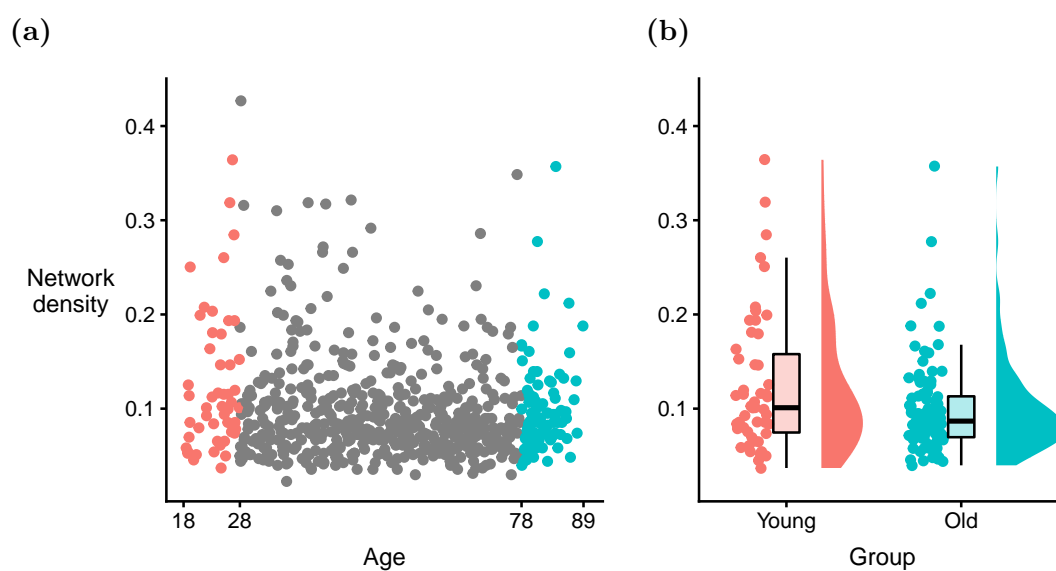 (a)
(b)
0.4
0.3
0.2
0.1
Network
density
18 28 78 89
Age
0.4
0.3
0.2
0.1
Young Old
Group